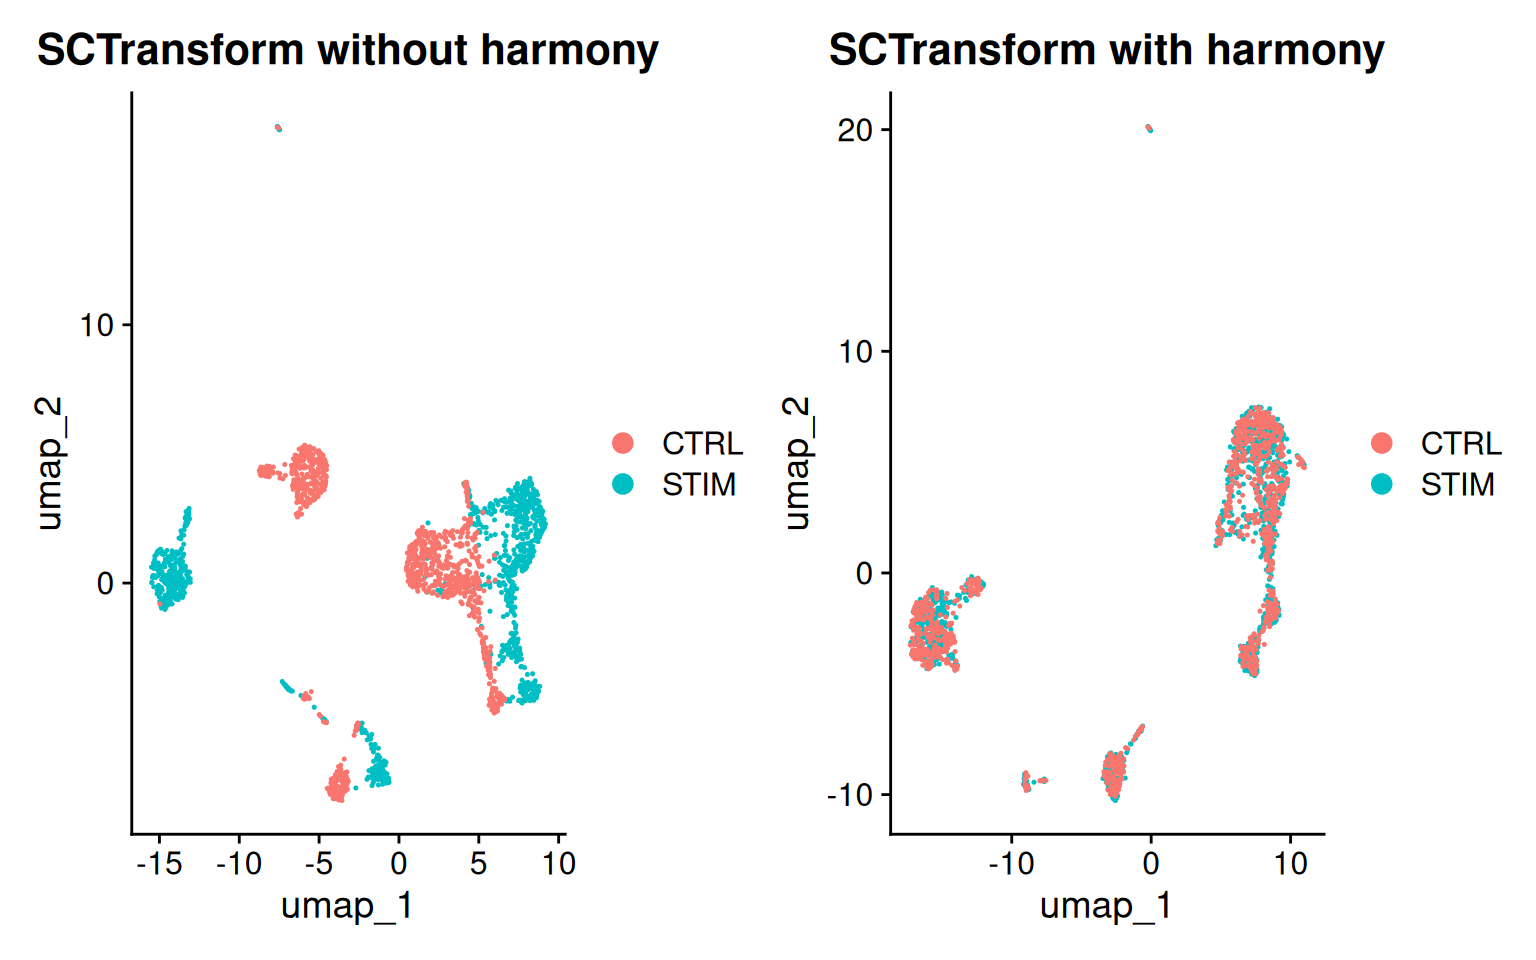 SCTransform without harmony
10
0
umap_2
-15 -10 -5 0 5 10
umap_1
CTRL
STIM
SCTransform with harmony
20
10
0
-10
umap_2
-10 0 10
umap_1
CTRL
STIM